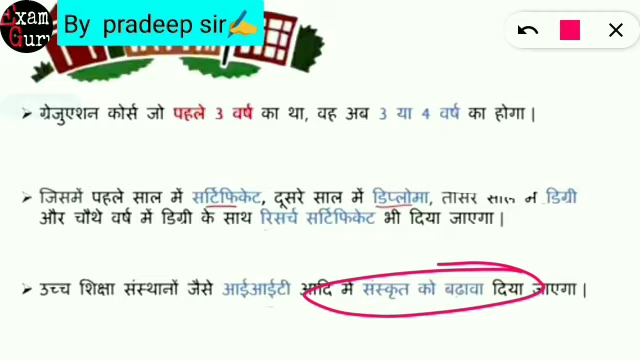 Exam
Guru
By pradeep sir✍
➢ ग्रेजुएशन कोर्स जो पहले 3 वर्ष का था, वह अब 3 या 4 वर्ष का होगा |
➢ जिसमें पहले साल में सर्टिफिकेट, दूसरे साल में डिप्लोमा, डिग्री
और चौथे वर्ष में डिग्री के साथ रिसर्च सर्टिफिकेट भी दिया जाएगा |
➢ उच्च शिक्षा संस्थानों जैसे आईआईटी आदि में संस्कृत को बढ़ावा दिया जाएगा |